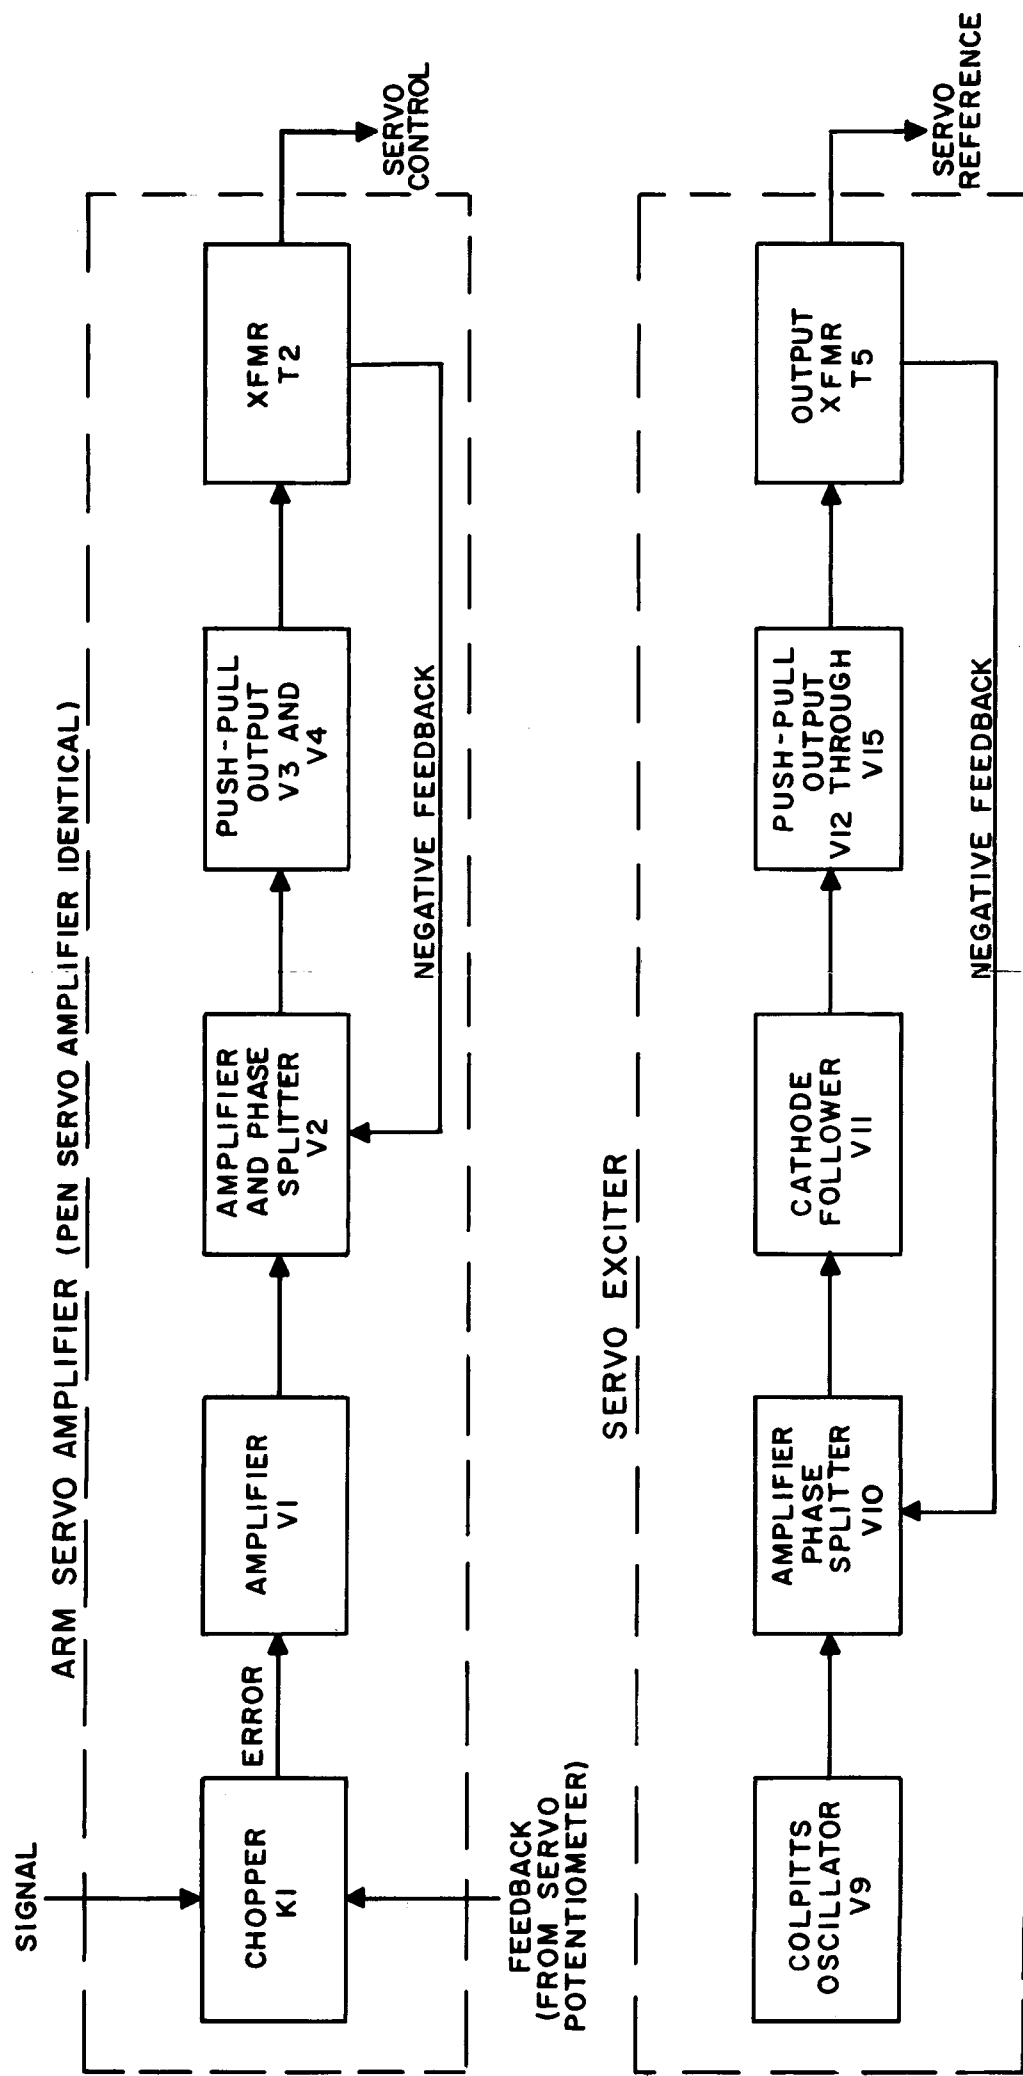 ARM SERVO AMPLIFIER (PEN SERVO AMPLIFIER IDENTICAL)
SIGNAL
CHOPPER
K1
FEEDBACK
(FROM SERVO
POTENTIOMETER)
ERROR
AMPLIFIER
V1
AMPLIFIER
AND PHASE
SPLITTER
V2
PUSH-PULL
OUTPUT
V3 AND
V4
XFMR
T2
NEGATIVE FEEDBACK
SERVO
CONTROL
SERVO EXCITER
COLPITTS
OSCILLATOR
V9
AMPLIFIER
PHASE
SPLITTER
V10
CATHODE
FOLLOWER
V11
PUSH-PULL
OUTPUT
V12 THROUGH
V15
OUTPUT
XFMR
T5
NEGATIVE FEEDBACK
SERVO
REFERENCE